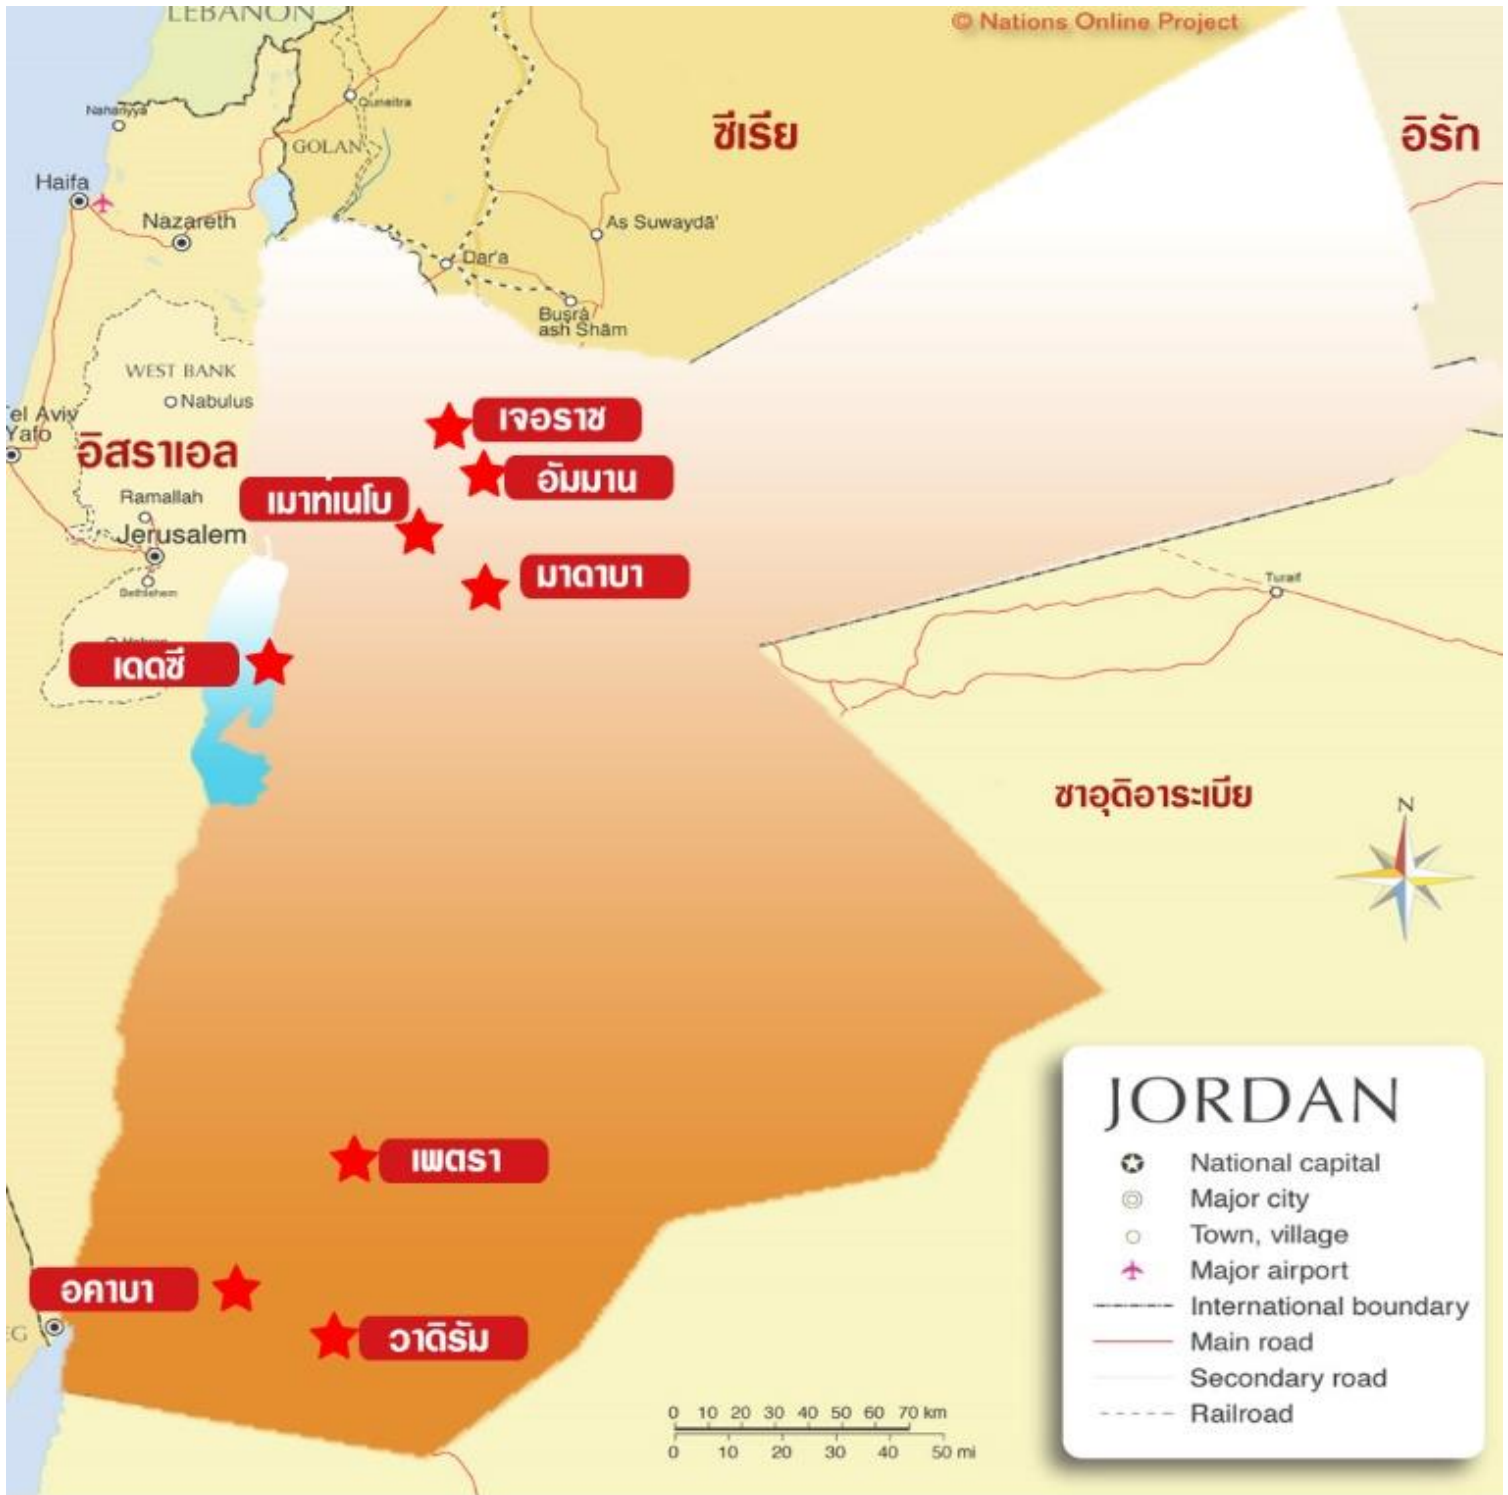 LEBANON
© Nations Online Project
Nahariyya
Quneitra
GOLAN
ซีเรีย
อิรัก
Haifa
Nazareth
As Suwaydā'
Dar'a
Buṣrá
ash Shām
WEST BANK
Nabulus
el Aviv
Yafo
อิสราเอล
เจอราช
อัมมาน
เมาท์เนโบ
Ramallah
Jerusalem
Bethlehem
มาดาบา
Turaif
เดดซี
ซาอุดิอาระเบีย
N
JORDAN
National capital
Major city
Town, village
Major airport
International boundary
Main road
Secondary road
Railroad
เพตรา
อคาบา
วาดิรัม
G
0 10 20 30 40 50 60 70 km
0 10 20 30 40 50 mi